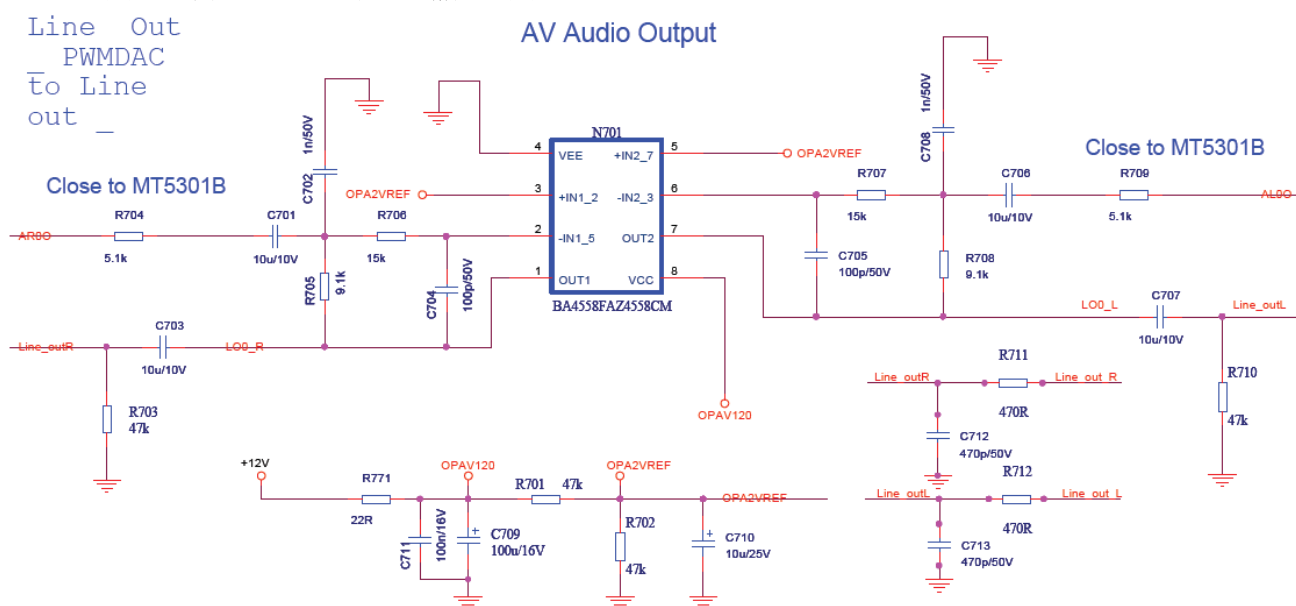 Line Out
_ PWMDAC
to Line
out _
AV Audio Output
Close to MT5301B
Close to MT5301B
1n/50V
C702
N701
4
VEE
+IN2_7
5
OPA2VREF
OPA2VREF
3
+IN1_2
-IN2_3
6
2
-IN1_5
OUT2
7
1
OUT1
VCC
8
BA4558FAZ4558CM
AR0O
R704
5.1k
C701
10u/10V
R706
15k
R705
9.1k
C704
100p/50V
Line_outR
C703
10u/10V
LO0_R
R703
47k
1n/50V
C708
R707
15k
C706
10u/10V
R709
5.1k
AL0O
C705
100p/50V
R708
9.1k
LO0_L
C707
10u/10V
Line_outL
R710
47k
OPAV120
+12V
R771
22R
OPAV120
C711
100n/16V
C709
100u/16V
R701
47k
OPA2VREF
OPA2VREF
R702
47k
C710
10u/25V
Line_outR
R711
470R
Line_out_R
C712
470p/50V
Line_outL
R712
470R
Line_out_L
C713
470p/50V